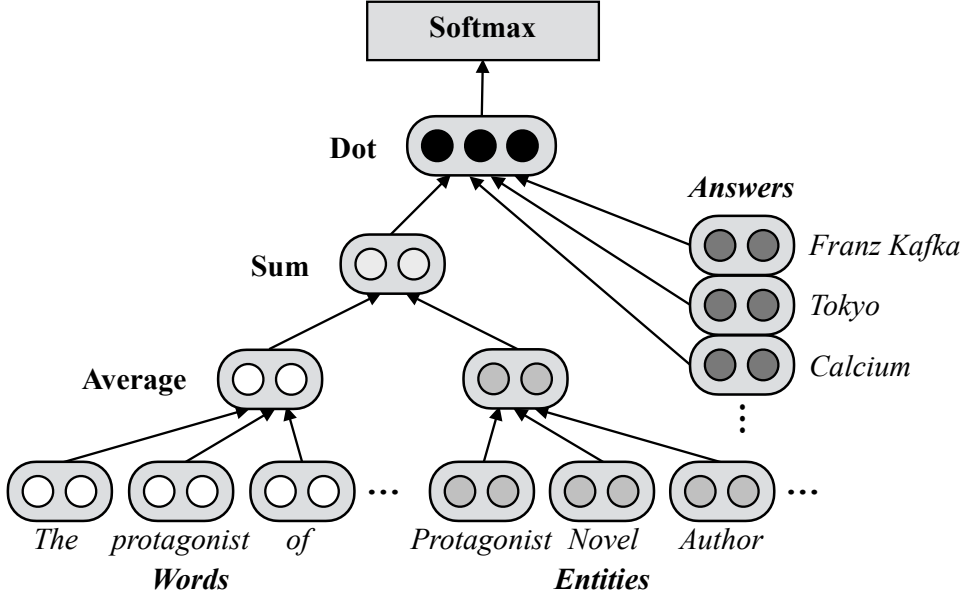 Softmax
Dot
Answers
Franz Kafka
Sum
Tokyo
Calcium
Average
...
... ...
The protagonist of Protagonist Novel Author
Words Entities